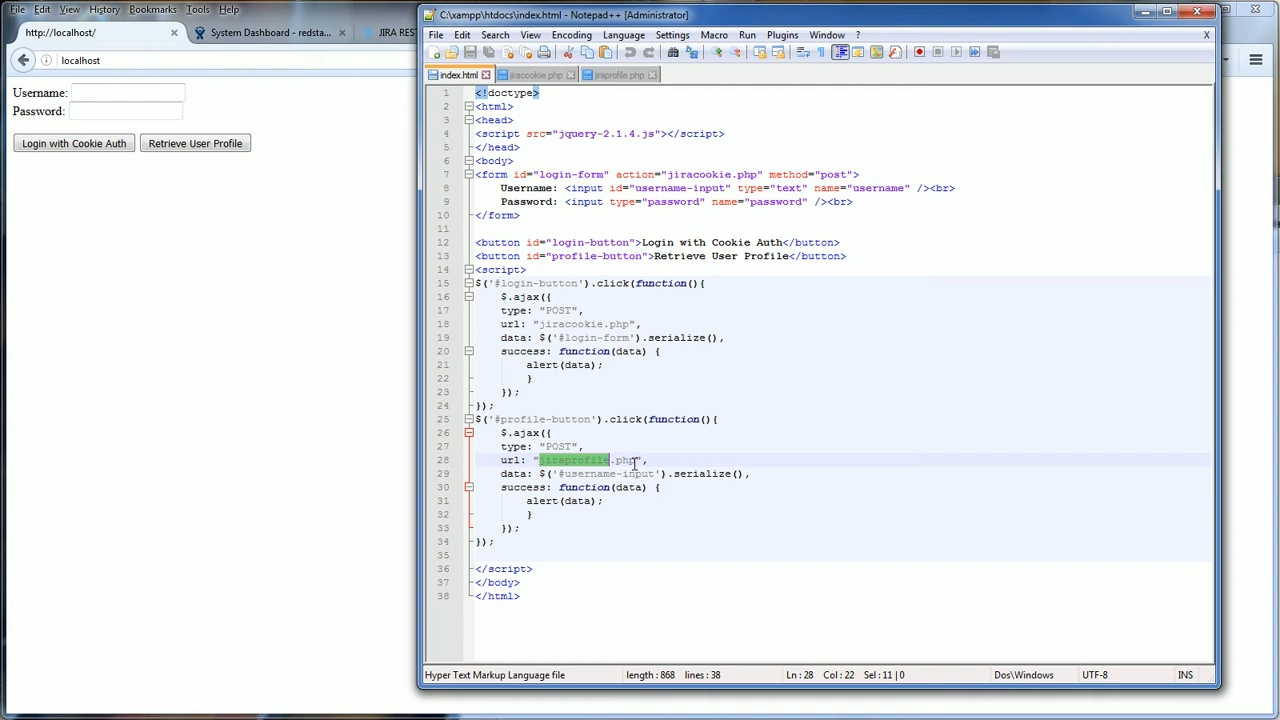 File Edit View History Bookmarks Tools Help
http://localhost/
System Dashboard - redsta...
JIRA REST
localhost
Username:
Password:
Login with Cookie Auth
Retrieve User Profile
C:\xampp\htdocs\index.html - Notepad++ [Administrator]
File Edit Search View Encoding Language Settings Macro Run Plugins Window ?
X
index.html
jiracookie.php
jiraprofile.php
1 <!doctype>
2 <html>
3 <head>
4 <script src="jquery-2.1.4.js"></script>
5 </head>
6 <body>
7 <form id="login-form" action="jiracookie.php" method="post">
8 Username: <input id="username-input" type="text" name="username" /><br>
9 Password: <input type="password" name="password" /><br>
10 </form>
11
12 <button id="login-button">Login with Cookie Auth</button>
13 <button id="profile-button">Retrieve User Profile</button>
14 <script>
15 $('#login-button').click(function(){
16 $.ajax({
17 type: "POST",
18 url: "jiracookie.php",
19 data: $('#login-form').serialize(),
20 success: function(data) {
21 alert(data);
22 }
23 });
24 });
25 $('#profile-button').click(function(){
26 $.ajax({
27 type: "POST",
28 url: "jiraprofile.php",
29 data: $('#username-input').serialize(),
30 success: function(data) {
31 alert(data);
32 }
33 });
34 });
35
36 </script>
37 </body>
38 </html>
Hyper Text Markup Language file length : 868 lines : 38 Ln : 28 Col : 22 Sel : 11 | 0 Dos\Windows UTF-8 INS